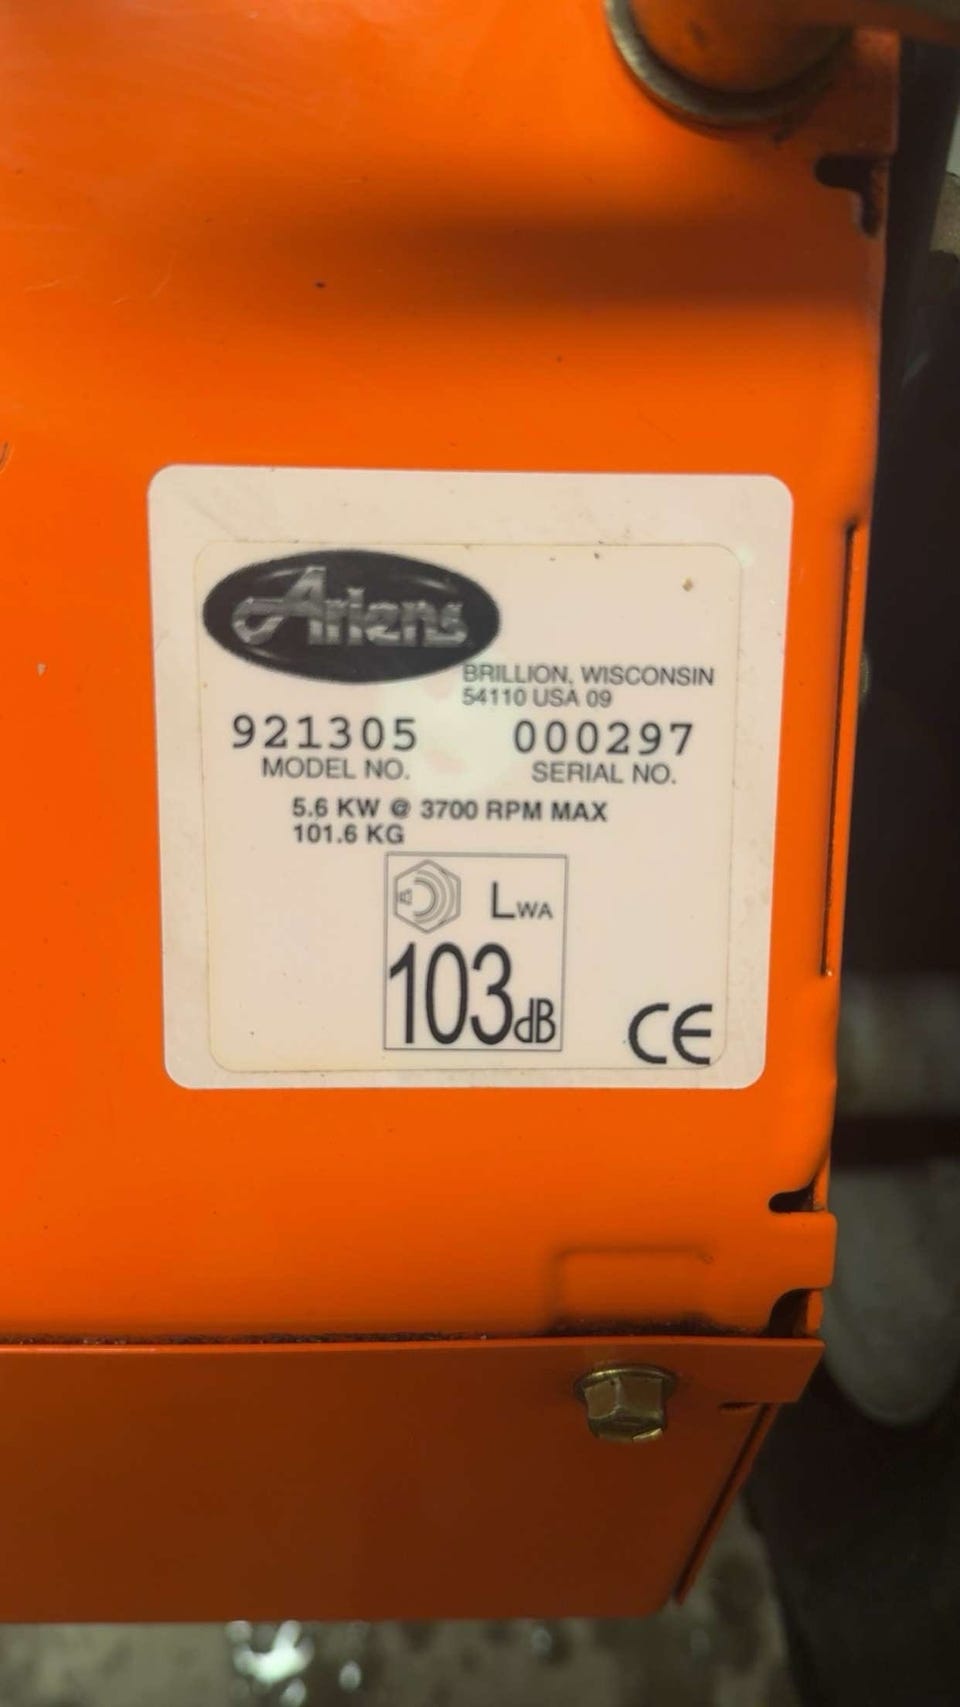 Ariens
BRILLION, WISCONSIN
54110 USA 09
921305 000297
MODEL NO. SERIAL NO.
5.6 KW @ 3700 RPM MAX
101.6 KG
LWA
103dB
CE